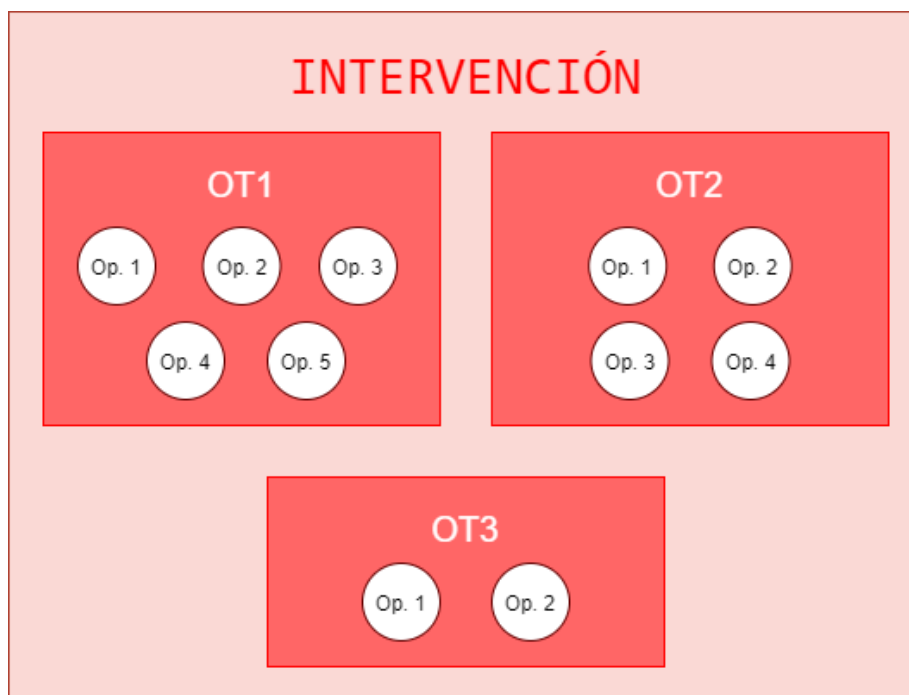 INTERVENCIÓN
OT1
Op. 1 Op. 2 Op. 3
Op. 4 Op. 5
OT2
Op. 1 Op. 2
Op. 3 Op. 4
OT3
Op. 1 Op. 2